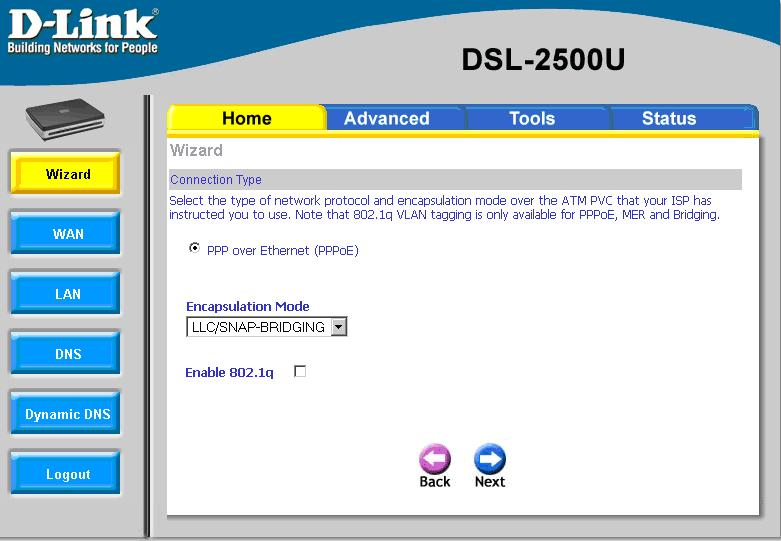 D-Link®
Building Networks for People
DSL-2500U
Home
Advanced
Tools
Status
Wizard
WAN
LAN
DNS
Dynamic DNS
Logout
Wizard
Connection Type
Select the type of network protocol and encapsulation mode over the ATM PVC that your ISP has
instructed you to use. Note that 802.1q VLAN tagging is only available for PPPoE, MER and Bridging.
PPP over Ethernet (PPPoE)
Encapsulation Mode
LLC/SNAP-BRIDGING
Enable 802.1q
Back
Next